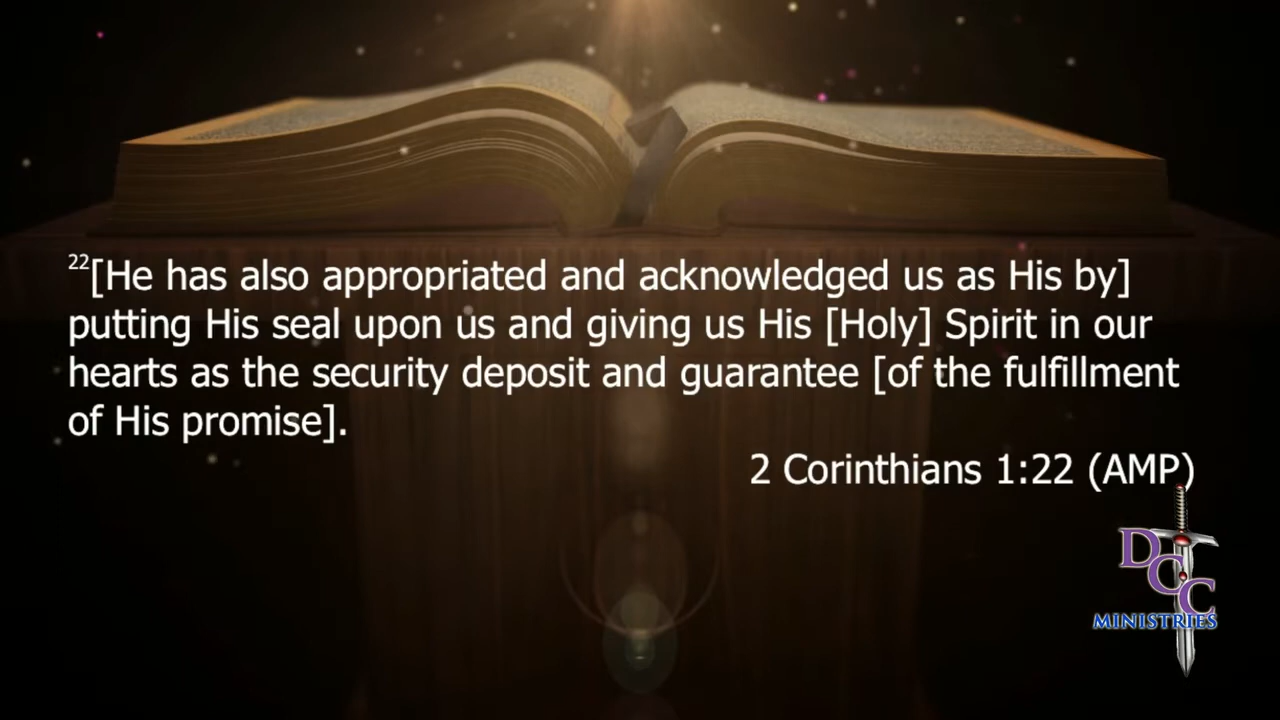 ²²[He has also appropriated and acknowledged us as His by]
putting His seal upon us and giving us His [Holy] Spirit in our
hearts as the security deposit and guarantee [of the fulfillment
of His promise].
2 Corinthians 1:22 (AMP)
DCC
MINISTRIES